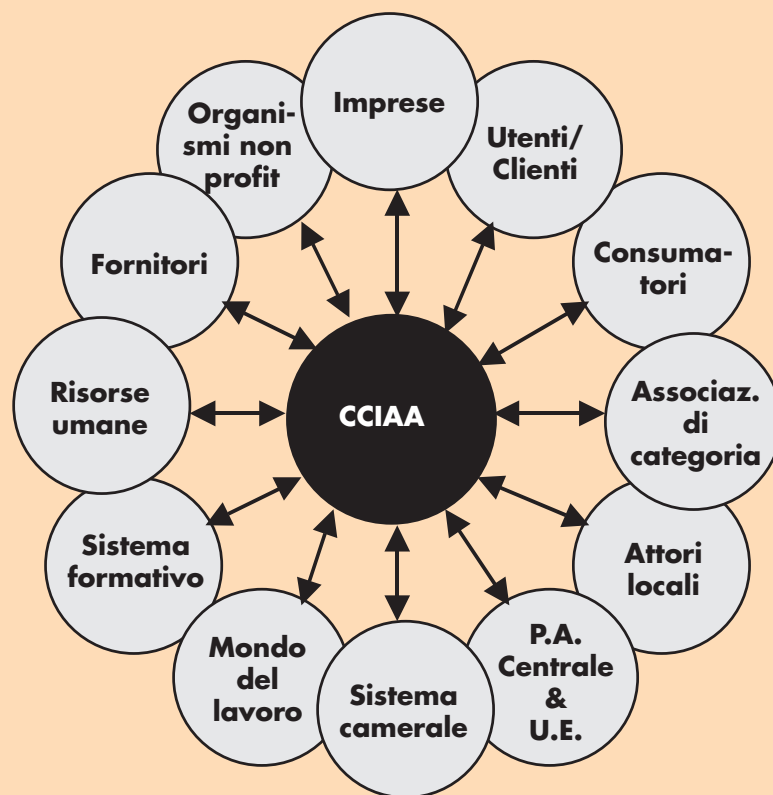 Imprese
Utenti/
Clienti
Consuma-
tori
Associaz.
di
categoria
Attori
locali
P.A.
Centrale
&
U.E.
Sistema
camerale
Mondo
del
lavoro
Sistema
formativo
Risorse
umane
Fornitori
Organi-
smi non
profit
CCIAA